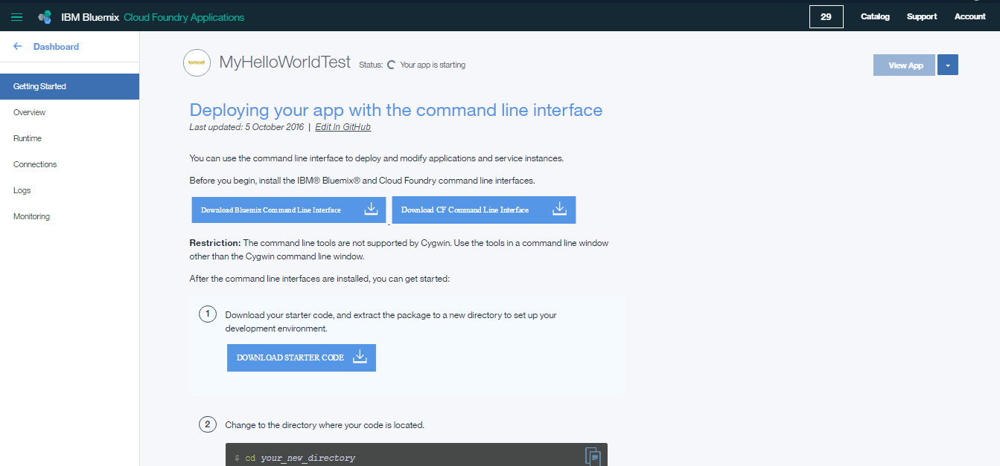 IBM Bluemix Cloud Foundry Applications
29
Catalog
Support
Account
Dashboard
Getting Started
Overview
Runtime
Connections
Logs
Monitoring
tomcat
MyHelloWorldTest
Status: Your app is starting
View App
Deploying your app with the command line interface
Last updated: 5 October 2016 | Edit In GitHub
You can use the command line interface to deploy and modify applications and service instances.
Before you begin, install the IBM® Bluemix® and Cloud Foundry command line interfaces.
Download Bluemix Command Line Interface
Download CF Command Line Interface
Restriction: The command line tools are not supported by Cygwin. Use the tools in a command line window
other than the Cygwin command line window.
After the command line interfaces are installed, you can get started:
1
Download your starter code, and extract the package to a new directory to set up your
development environment.
DOWNLOAD STARTER CODE
2
Change to the directory where your code is located.
$ cd your_new_directory